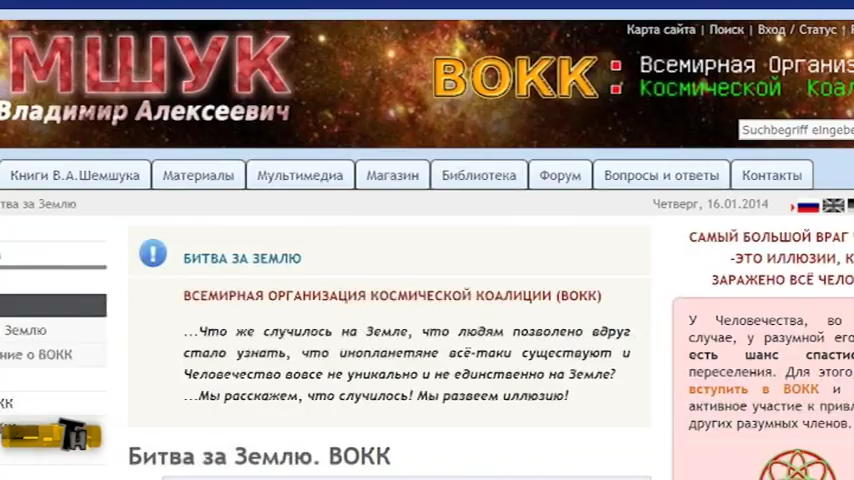 Карта сайта | Поиск | Вход / Статус |
МШУК
Владимир Алексеевич
ВОКК :
Всемирная Организ
Космической Коал
Suchbegriff eingebe
Книги В.А.Шемшука
Материалы
Мультимедиа
Магазин
Библиотека
Форум
Вопросы и ответы
Контакты
тва за Землю
Четверг, 16.01.2014
Землю
ние о ВОКК
КК
ТН
БИТВА ЗА ЗЕМЛЮ
ВСЕМИРНАЯ ОРГАНИЗАЦИЯ КОСМИЧЕСКОЙ КОАЛИЦИИ (ВОКК)
...Что же случилось на Земле, что людям позволено вдруг
стало узнать, что инопланетяне всё-таки существуют и
Человечество вовсе не уникально и не единственно на Земле?
...Мы расскажем, что случилось! Мы развеем иллюзию!
Битва за Землю. ВОКК
САМЫЙ БОЛЬШОЙ ВРАГ
-ЭТО ИЛЛЮЗИИ, К
ЗАРАЖЕНО ВСЁ ЧЕЛО
У Человечества, во
случае, у разумной его
есть шанс спастис
переселения. Для этого
вступить в ВОКК и
активное участие к привл
других разумных членов.